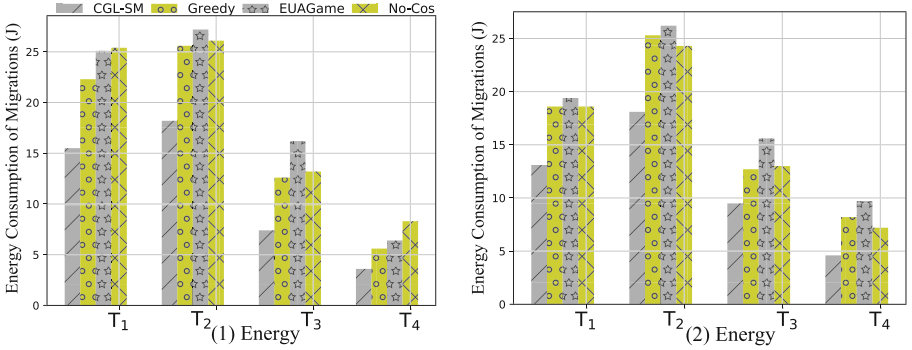 CGL-SM Greedy EUAGame No-Cos
Energy Consumption of Migrations (J)
25
20
15
10
5
0
T1 T2 T3 T4
(1) Energy
Energy Consumption of Migrations (J)
25
20
15
10
5
0
T1 T2 T3 T4
(2) Energy